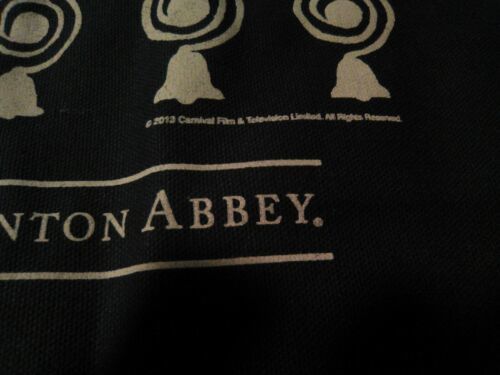 © 2013 Carnival Film & Television Limited. All Rights Reserved.
NTON ABBEY.®